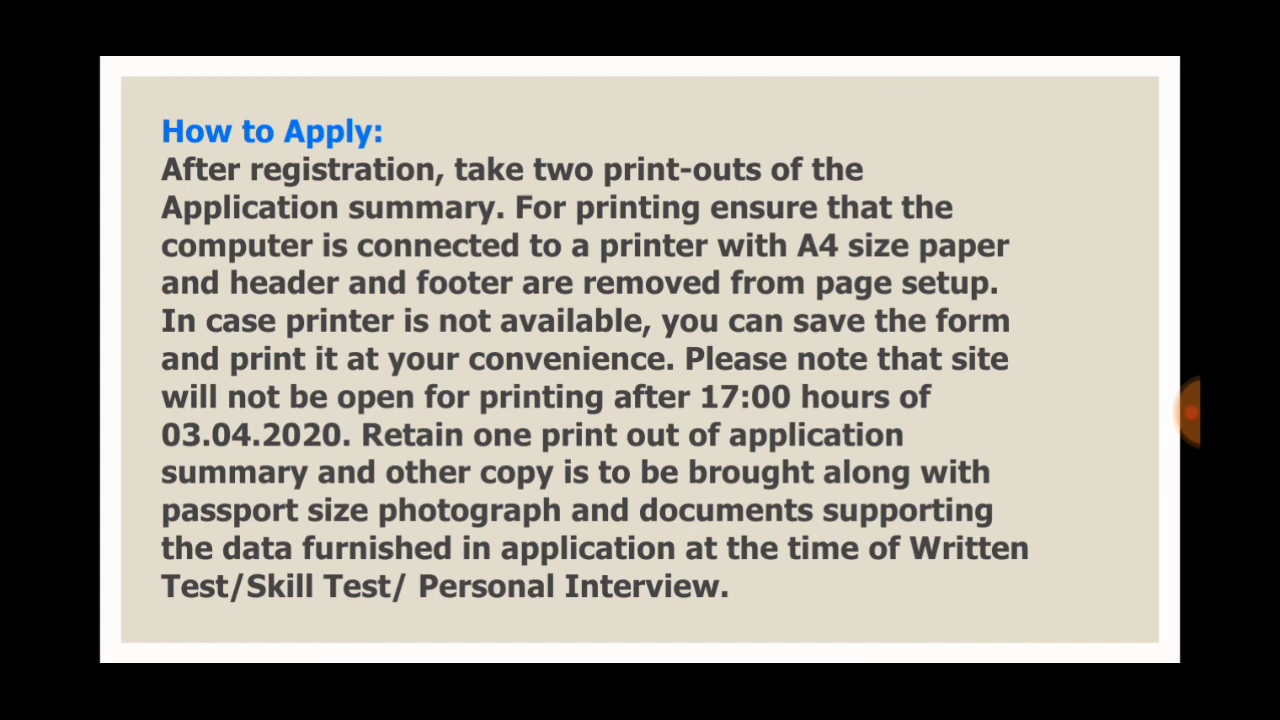 How to Apply:
After registration, take two print-outs of the
Application summary. For printing ensure that the
computer is connected to a printer with A4 size paper
and header and footer are removed from page setup.
In case printer is not available, you can save the form
and print it at your convenience. Please note that site
will not be open for printing after 17:00 hours of
03.04.2020. Retain one print out of application
summary and other copy is to be brought along with
passport size photograph and documents supporting
the data furnished in application at the time of Written
Test/Skill Test/ Personal Interview.